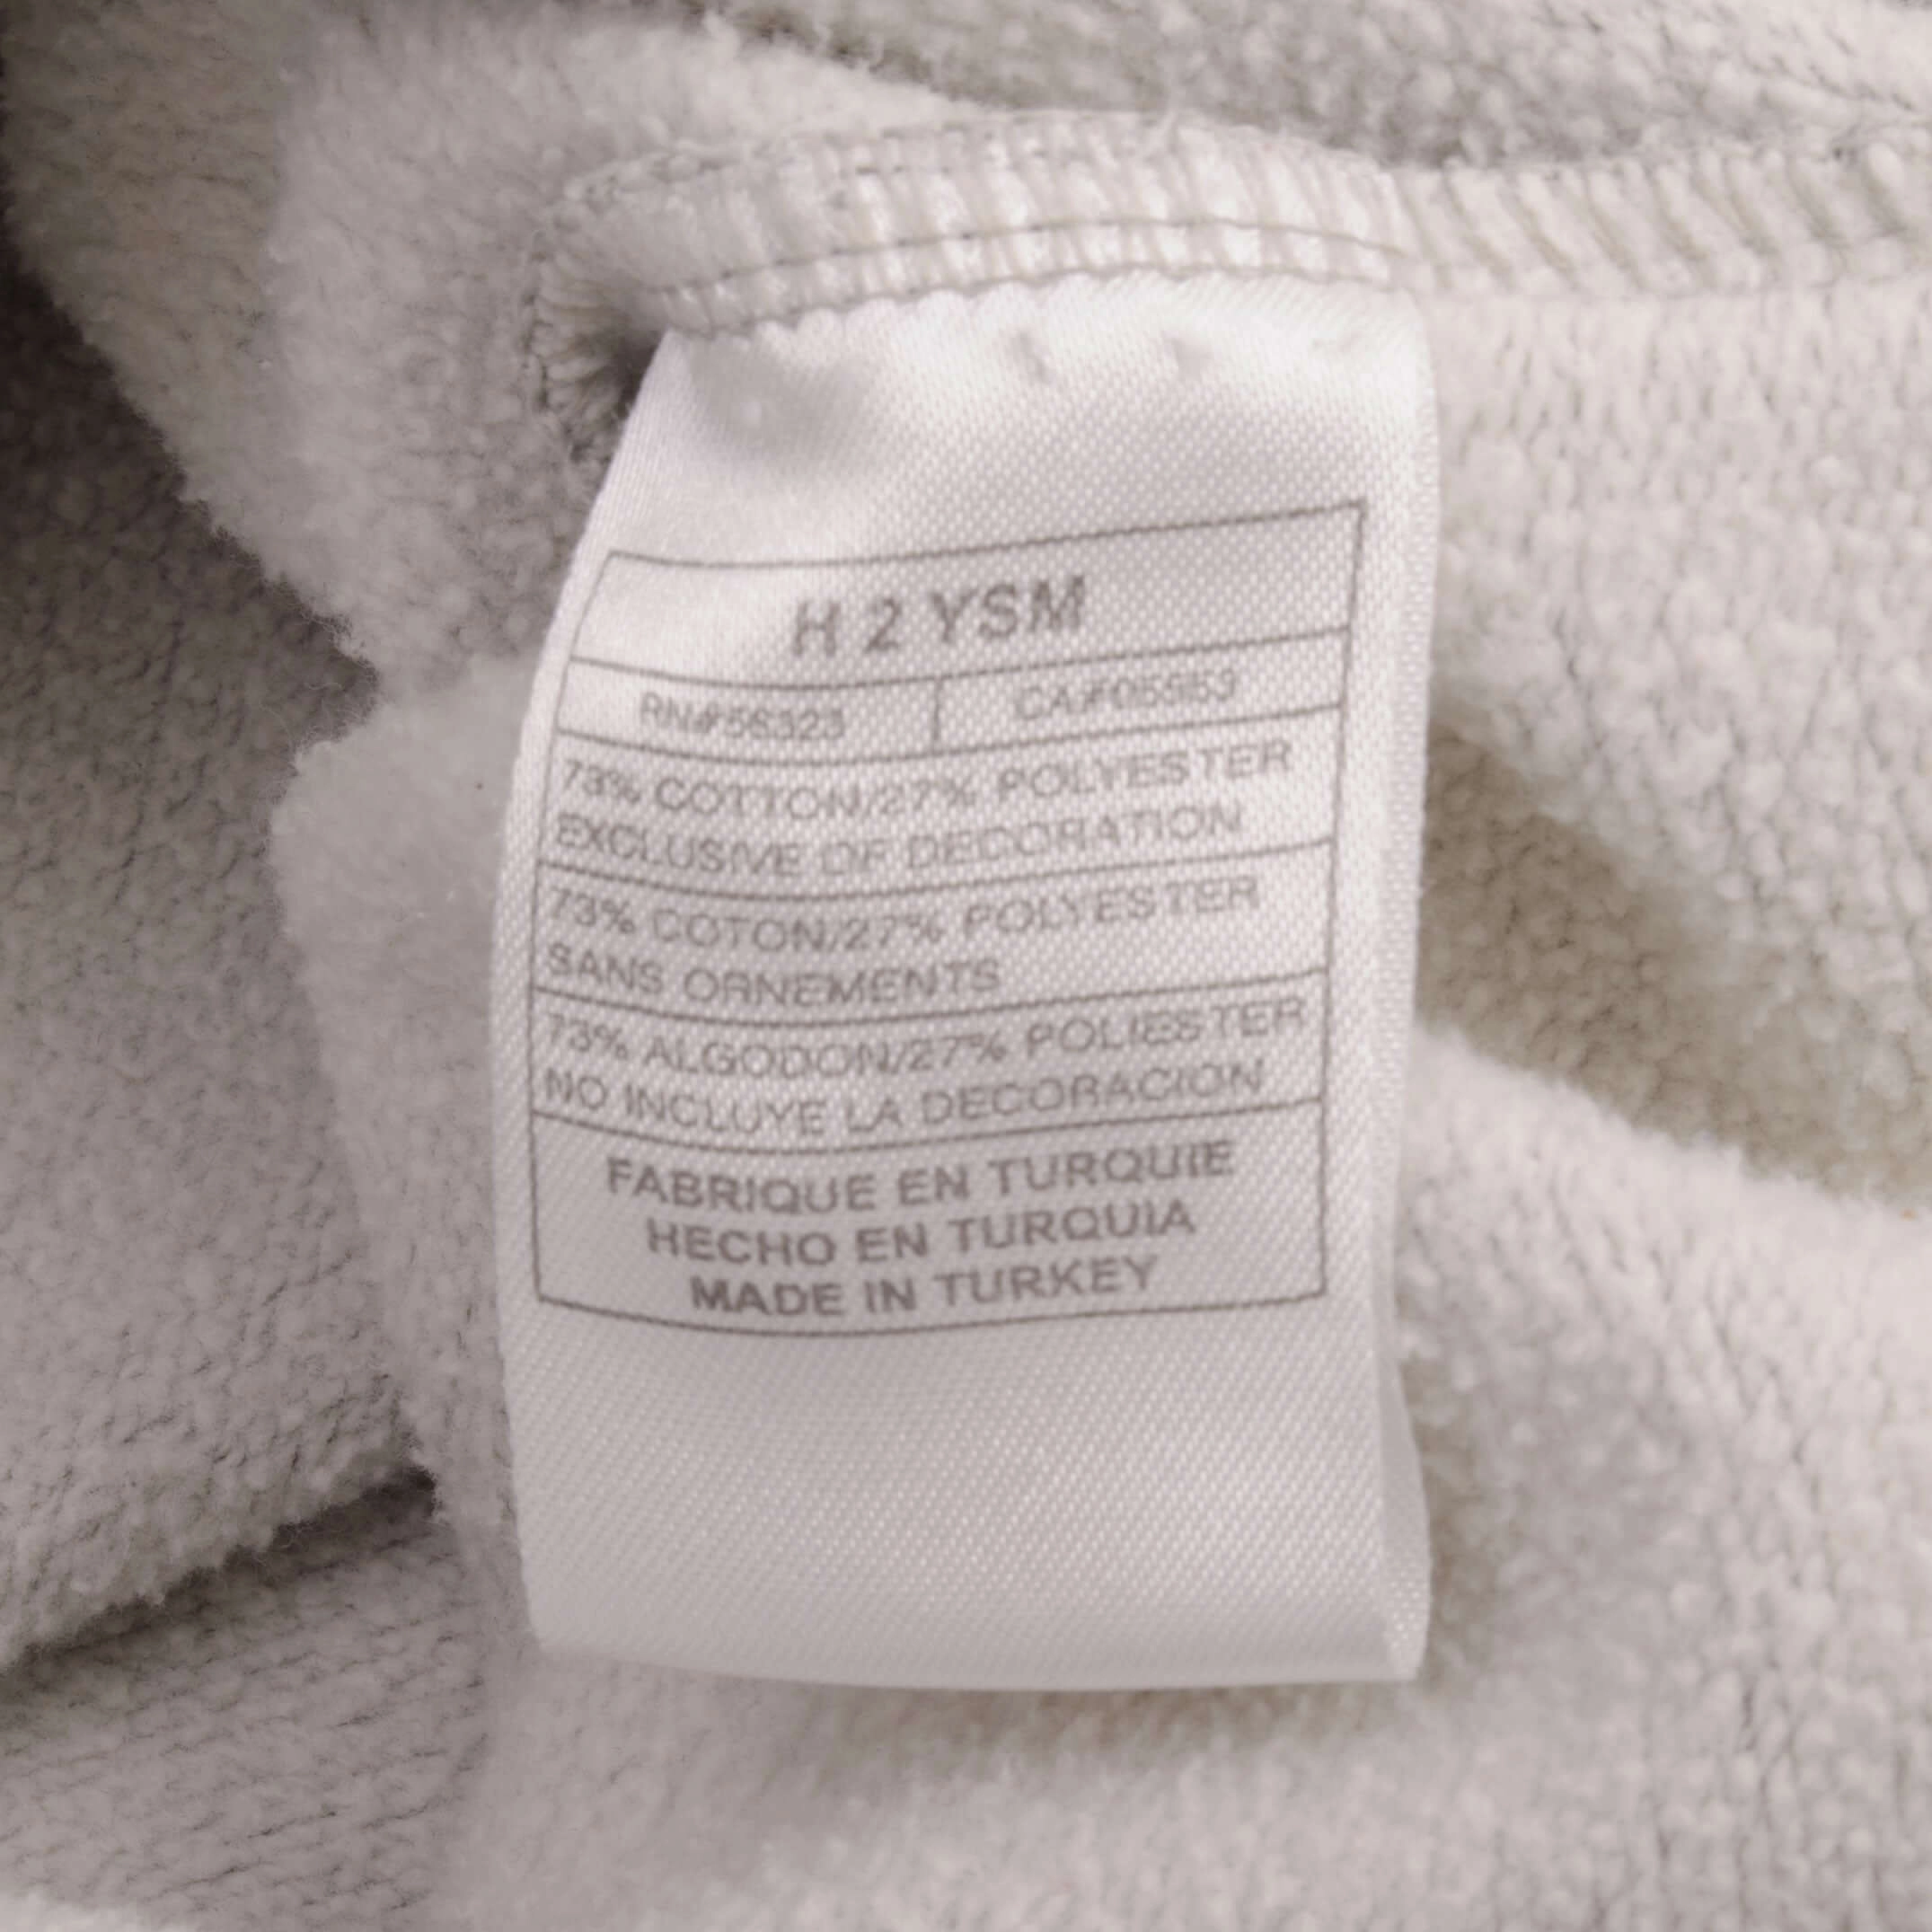 H 2 YSM
RN#56323 CA#05553
73% COTTON/27% POLYESTER
EXCLUSIVE OF DECORATION
73% COTON/27% POLYESTER
SANS ORNEMENTS
73% ALGODON/27% POLIESTER
NO INCLUYE LA DECORACION
FABRIQUE EN TURQUIE
HECHO EN TURQUIA
MADE IN TURKEY